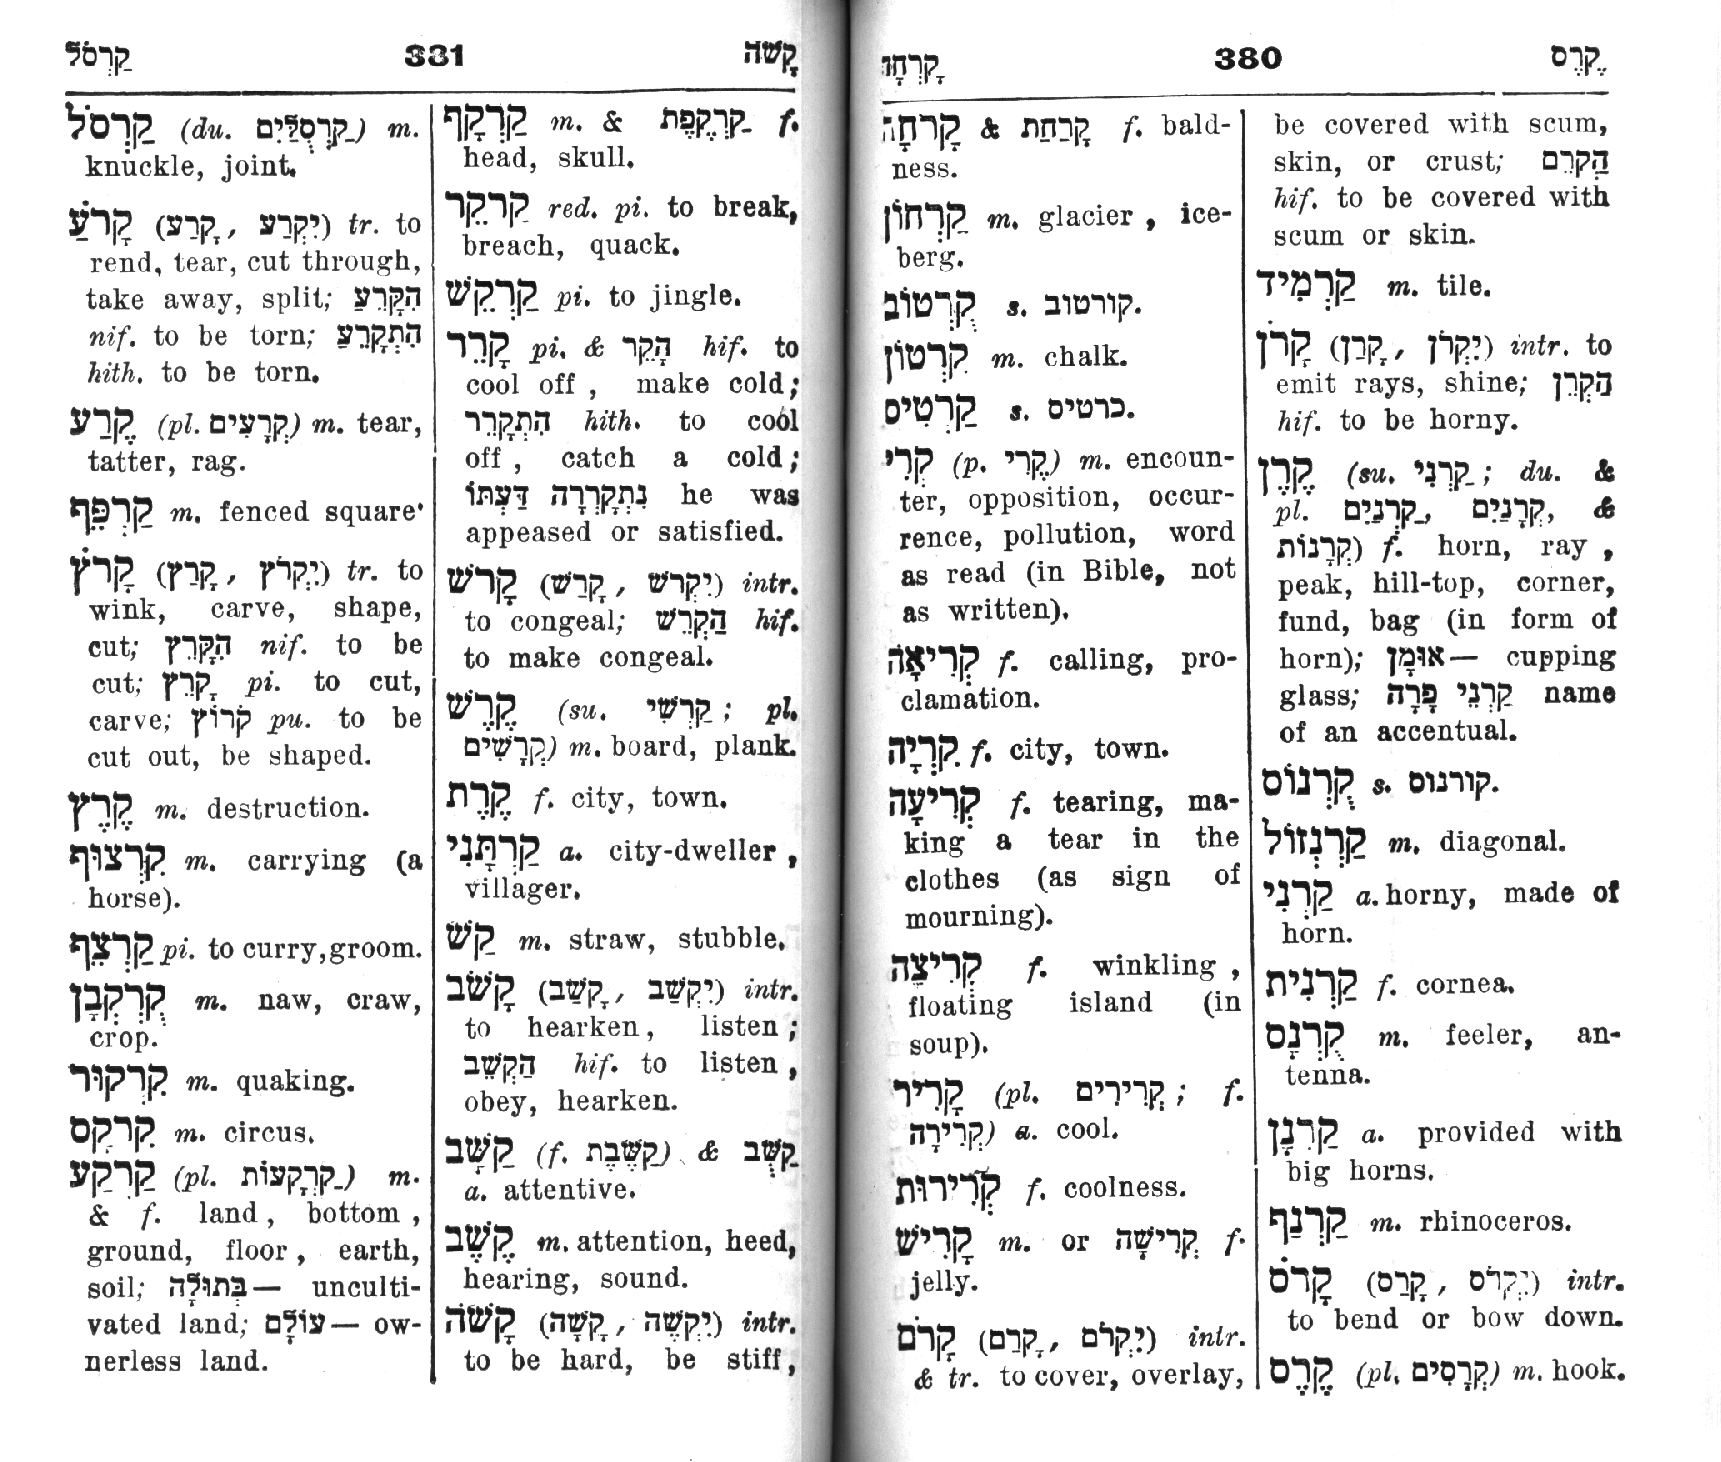 קָרְחָה 380 קֶרֶס
קָרְחָה & קָרַחַת f. bald-
ness.
קַרְחוֹן m. glacier, ice-
berg.
קֻרְטוֹב s. קורטוב.
קִרְטוֹן m. chalk.
קַרְטִיס s. כרטיס.
קְרִי (p. קֶרִי) m. encoun-
ter, opposition, occur-
rence, pollution, word
as read (in Bible, not
as written).
קְרִיאָה f. calling, pro-
clamation.
קִרְיָה f. city, town.
קְרִיעָה f. tearing, ma-
king a tear in the
clothes (as sign of
mourning).
קְרִיצָה f. winkling,
floating island (in
soup).
קָרִיר (pl. קְרִירִים; f.
קְרִירָה) a. cool.
קְרִירוּת f. coolness.
קָרִישׁ m. or קְרִישָׁה f.
jelly.
קָרֹם (קָרַם, יִקְרֹם) intr.
& tr. to cover, overlay,
be covered with scum,
skin, or crust; הַקְרֵם
hif. to be covered with
scum or skin.
קַרְמִיד m. tile.
קָרֹן (קָרַן, יִקְרֹן) intr. to
emit rays, shine; הַקְרֵן
hif. to be horny.
קֶרֶן (su. קַרְנִי; du. &
pl. קַרְנַיִם, קְרָנַיִם, &
קְרָנוֹת) f. horn, ray,
peak, hill-top, corner,
fund, bag (in form of
horn); אוּמָן — cupping
glass; קַרְנֵי פָרָה name
of an accentual.
קֻרְנוֹס s. קורנוס.
קַרְנְזוֹל m. diagonal.
קַרְנִי a. horny, made of
horn.
קַרְנִית f. cornea.
קֻרְנָס m. feeler, an-
tenna.
קַרְנָן a. provided with
big horns.
קַרְנַף m. rhinoceros.
קָרֹס (קָרַס, יִקְרֹס) intr.
to bend or bow down.
קֶרֶס (pl. קְרָסִים) m. hook.
קַרְסֹל 381 קָשֹׁה
קַרְסֹל (du. קַרְסֻלַּיִם) m.
knuckle, joint.
קָרֹעַ (קָרַע, יִקְרַע) tr. to
rend, tear, cut through,
take away, split; הִקָּרֵעַ
nif. to be torn; הִתְקָרֵעַ
hith. to be torn.
קֶרַע (pl. קְרָעִים) m. tear,
tatter, rag.
קַרְפֵּף m. fenced square.
קָרֹץ (קָרַץ, יִקְרֹץ) tr. to
wink, carve, shape,
cut; הִקָּרֵץ nif. to be
cut; קָרֵץ pi. to cut,
carve; קֹרוֹץ pu. to be
cut out, be shaped.
קֶרֶץ m. destruction.
קִרְצוּף m. carrying (a
horse).
קַרְצֵף pi. to curry, groom.
קֻרְקְבָן m. naw, craw,
crop.
קִרְקוּר m. quaking.
קִרְקָס m. circus.
קַרְקַע (pl. קַרְקָעוֹת) m.
& f. land, bottom,
ground, floor, earth,
soil; בְּתוּלָה — unculti-
vated land; עוֹלָם — ow-
nerless land.
קַרְקָף m. & קַרְקֶפֶת f.
head, skull.
קַרְקֵר red. pi. to break,
breach, quack.
קַרְקֵשׁ pi. to jingle.
קָרֵר pi. & הָקֵר hif. to
cool off, make cold;
הִתְקָרֵר hith. to cool
off, catch a cold;
נִתְקָרְרָה דַּעְתּוֹ he was
appeased or satisfied.
קָרֹשׁ (קָרַשׁ, יִקְרֹשׁ) intr.
to congeal; הַקְרֵשׁ hif.
to make congeal.
קֶרֶשׁ (su. קַרְשִׁי; pl.
קְרָשִׁים) m. board, plank.
קֶרֶת f. city, town.
קַרְתָּנִי a. city-dweller,
villager.
קַשׁ m. straw, stubble.
קָשֹׁב (קָשַׁב, יִקְשַׁב) intr.
to hearken, listen;
הַקְשֵׁב hif. to listen,
obey, hearken.
קַשָּׁב (f. קַשֶּׁבֶת) & קַשֻּׁב
a. attentive.
קֶשֶׁב m. attention, heed,
hearing, sound.
קָשֹׁה (קָשָׁה, יִקְשֶׁה) intr.
to be hard, be stiff,